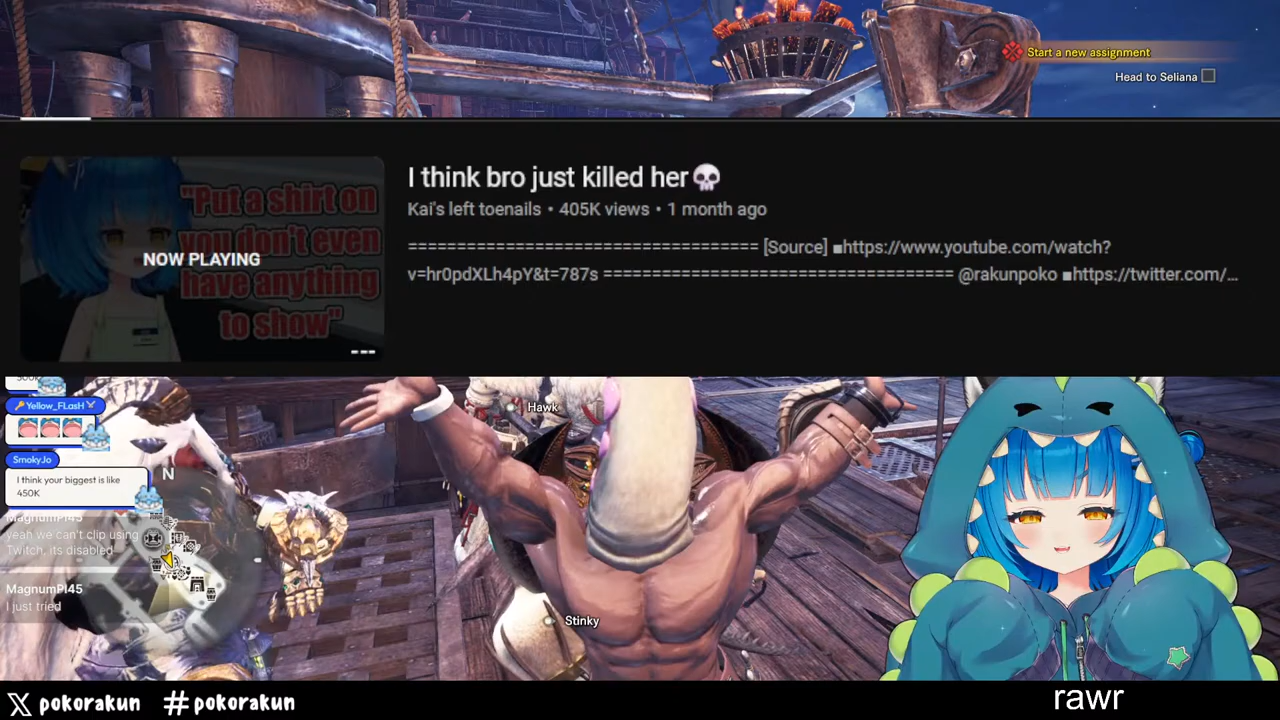 Start a new assignment
Head to Seliana
"Put a shirt on
you don't even
have anything
to show"
NOW PLAYING
I think bro just killed her💀
Kai's left toenails • 405K views • 1 month ago
==================================== [Source] ■https://www.youtube.com/watch?
v=hr0pdXLh4pY&t=787s ==================================== @rakunpoko ■https://twitter.com/...
500K
Yellow_FLasH
SmokyJo
I think your biggest is like
450K
MagnumPI45
yeah we can't clip using
Twitch, its disabled
MagnumPI45
I just tried
N
Hawk
Stinky
X pokorakun #pokorakun
rawr